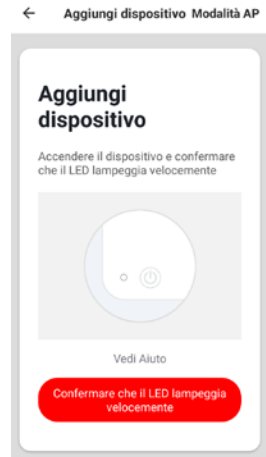 Aggiungi dispositivo Modalità AP
Aggiungi
dispositivo
Accendere il dispositivo e confermare
che il LED lampeggia velocemente
Vedi Aiuto
Confermare che il LED lampeggia
velocemente